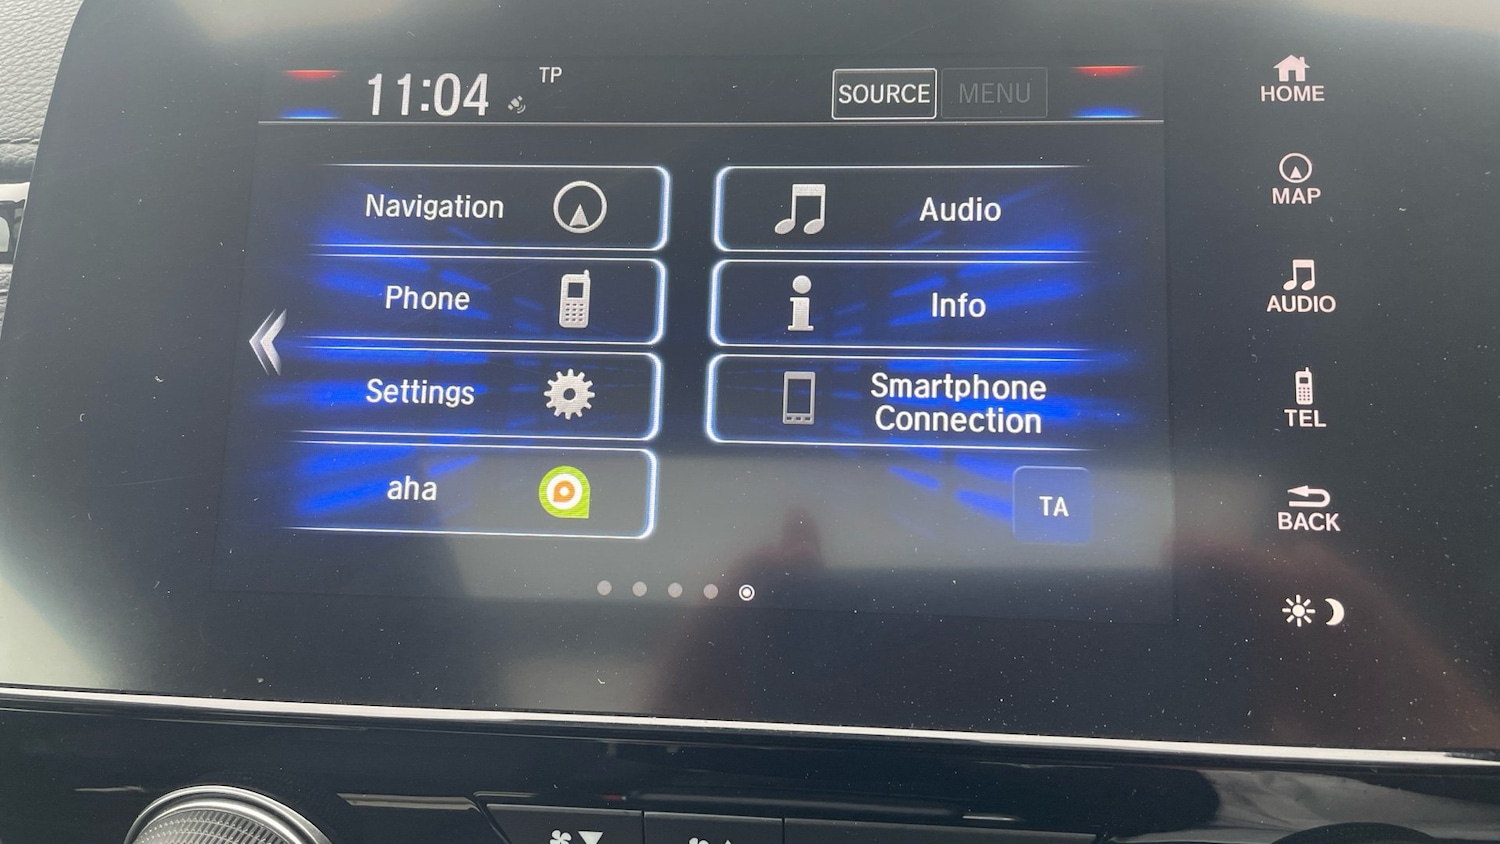 11:04 TP
SOURCE MENU
HOME
MAP
AUDIO
TEL
BACK
Navigation
Audio
Phone
Info
Settings
Smartphone
Connection
aha
TA